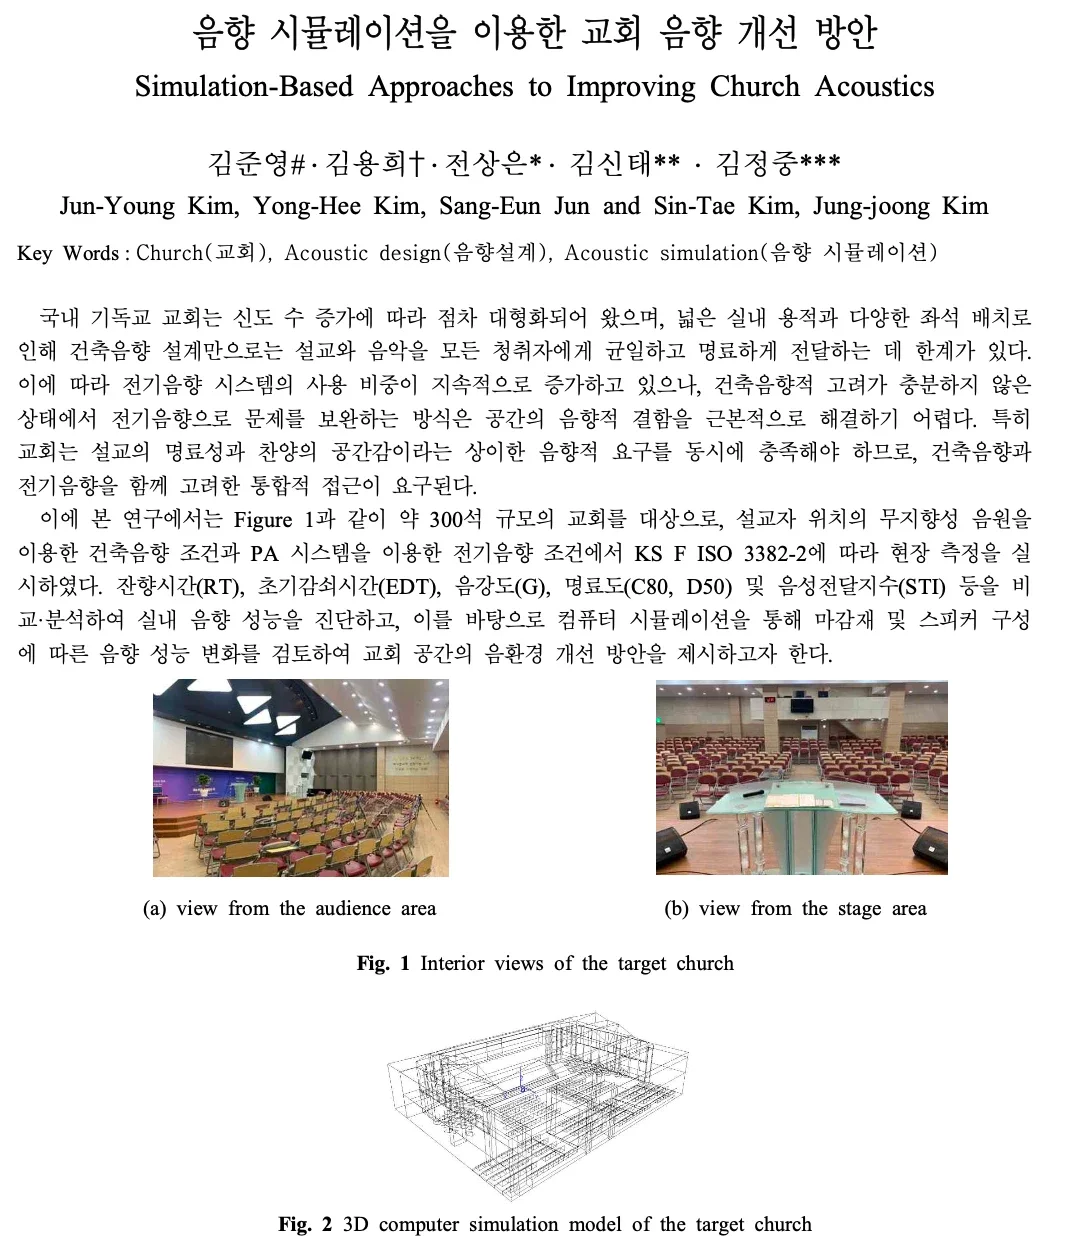 음향 시뮬레이션을 이용한 교회 음향 개선 방안
Simulation-Based Approaches to Improving Church Acoustics
김준영#·김용희†·전상은*· 김신태** · 김정중***
Jun-Young Kim, Yong-Hee Kim, Sang-Eun Jun and Sin-Tae Kim, Jung-joong Kim
Key Words : Church(교회), Acoustic design(음향설계), Acoustic simulation(음향 시뮬레이션)
국내 기독교 교회는 신도 수 증가에 따라 점차 대형화되어 왔으며, 넓은 실내 용적과 다양한 좌석 배치로
인해 건축음향 설계만으로는 설교와 음악을 모든 청취자에게 균일하고 명료하게 전달하는 데 한계가 있다.
이에 따라 전기음향 시스템의 사용 비중이 지속적으로 증가하고 있으나, 건축음향적 고려가 충분하지 않은
상태에서 전기음향으로 문제를 보완하는 방식은 공간의 음향적 결함을 근본적으로 해결하기 어렵다. 특히
교회는 설교의 명료성과 찬양의 공간감이라는 상이한 음향적 요구를 동시에 충족해야 하므로, 건축음향과
전기음향을 함께 고려한 통합적 접근이 요구된다.
이에 본 연구에서는 Figure 1과 같이 약 300석 규모의 교회를 대상으로, 설교자 위치의 무지향성 음원을
이용한 건축음향 조건과 PA 시스템을 이용한 전기음향 조건에서 KS F ISO 3382-2에 따라 현장 측정을 실
시하였다. 잔향시간(RT), 초기감쇠시간(EDT), 음강도(G), 명료도(C80, D50) 및 음성전달지수(STI) 등을 비
교·분석하여 실내 음향 성능을 진단하고, 이를 바탕으로 컴퓨터 시뮬레이션을 통해 마감재 및 스피커 구성
에 따른 음향 성능 변화를 검토하여 교회 공간의 음환경 개선 방안을 제시하고자 한다.
(a) view from the audience area
(b) view from the stage area
Fig. 1 Interior views of the target church
Fig. 2 3D computer simulation model of the target church